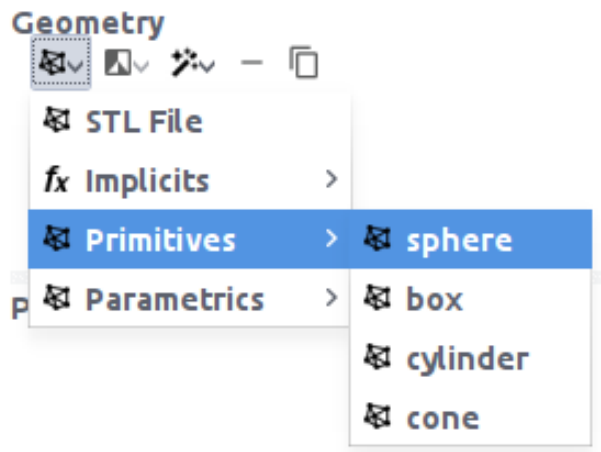 Geometry
STL File
fx Implicits
Primitives
sphere
box
Parametrics
P
cylinder
cone